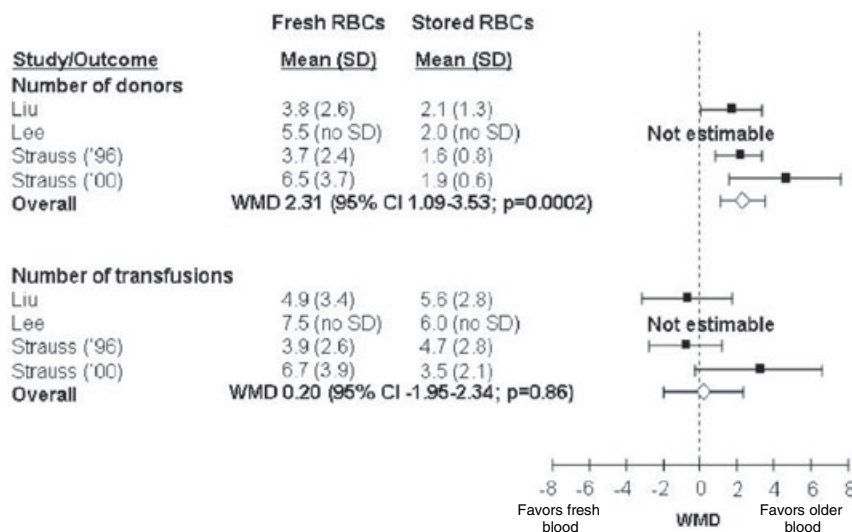 Fresh RBCs Stored RBCs
Study/Outcome Mean (SD) Mean (SD)
Number of donors
Liu 3.8 (2.6) 2.1 (1.3)
Lee 5.5 (no SD) 2.0 (no SD) Not estimable
Strauss ('96) 3.7 (2.4) 1.6 (0.8)
Strauss ('00) 6.5 (3.7) 1.9 (0.6)
Overall WMD 2.31 (95% CI 1.09-3.53; p=0.0002)
Number of transfusions
Liu 4.9 (3.4) 5.6 (2.8)
Lee 7.5 (no SD) 6.0 (no SD) Not estimable
Strauss ('96) 3.9 (2.6) 4.7 (2.8)
Strauss ('00) 6.7 (3.9) 3.5 (2.1)
Overall WMD 0.20 (95% CI -1.95-2.34; p=0.86)
-8 -6 -4 -2 0 2 4 6 8
Favors fresh blood WMD Favors older blood